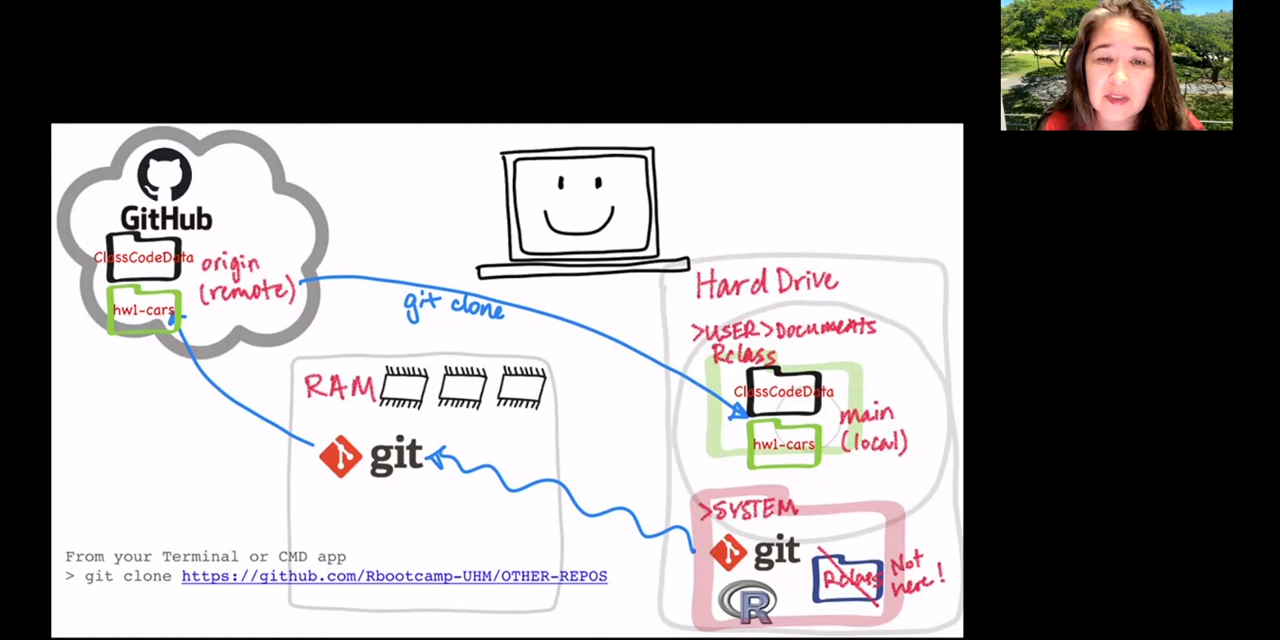 GitHub
ClassCodeData
origin
(remote)
hw1-cars
git clone
Hard Drive
>USER>DOCUMENTS
Rclass
ClassCodeData
main
(local)
hw1-cars
RAM
git
>SYSTEM
git
Rclass
Not
here!
R
From your Terminal or CMD app
> git clone https://github.com/Rbootcamp-UHM/OTHER-REPOS